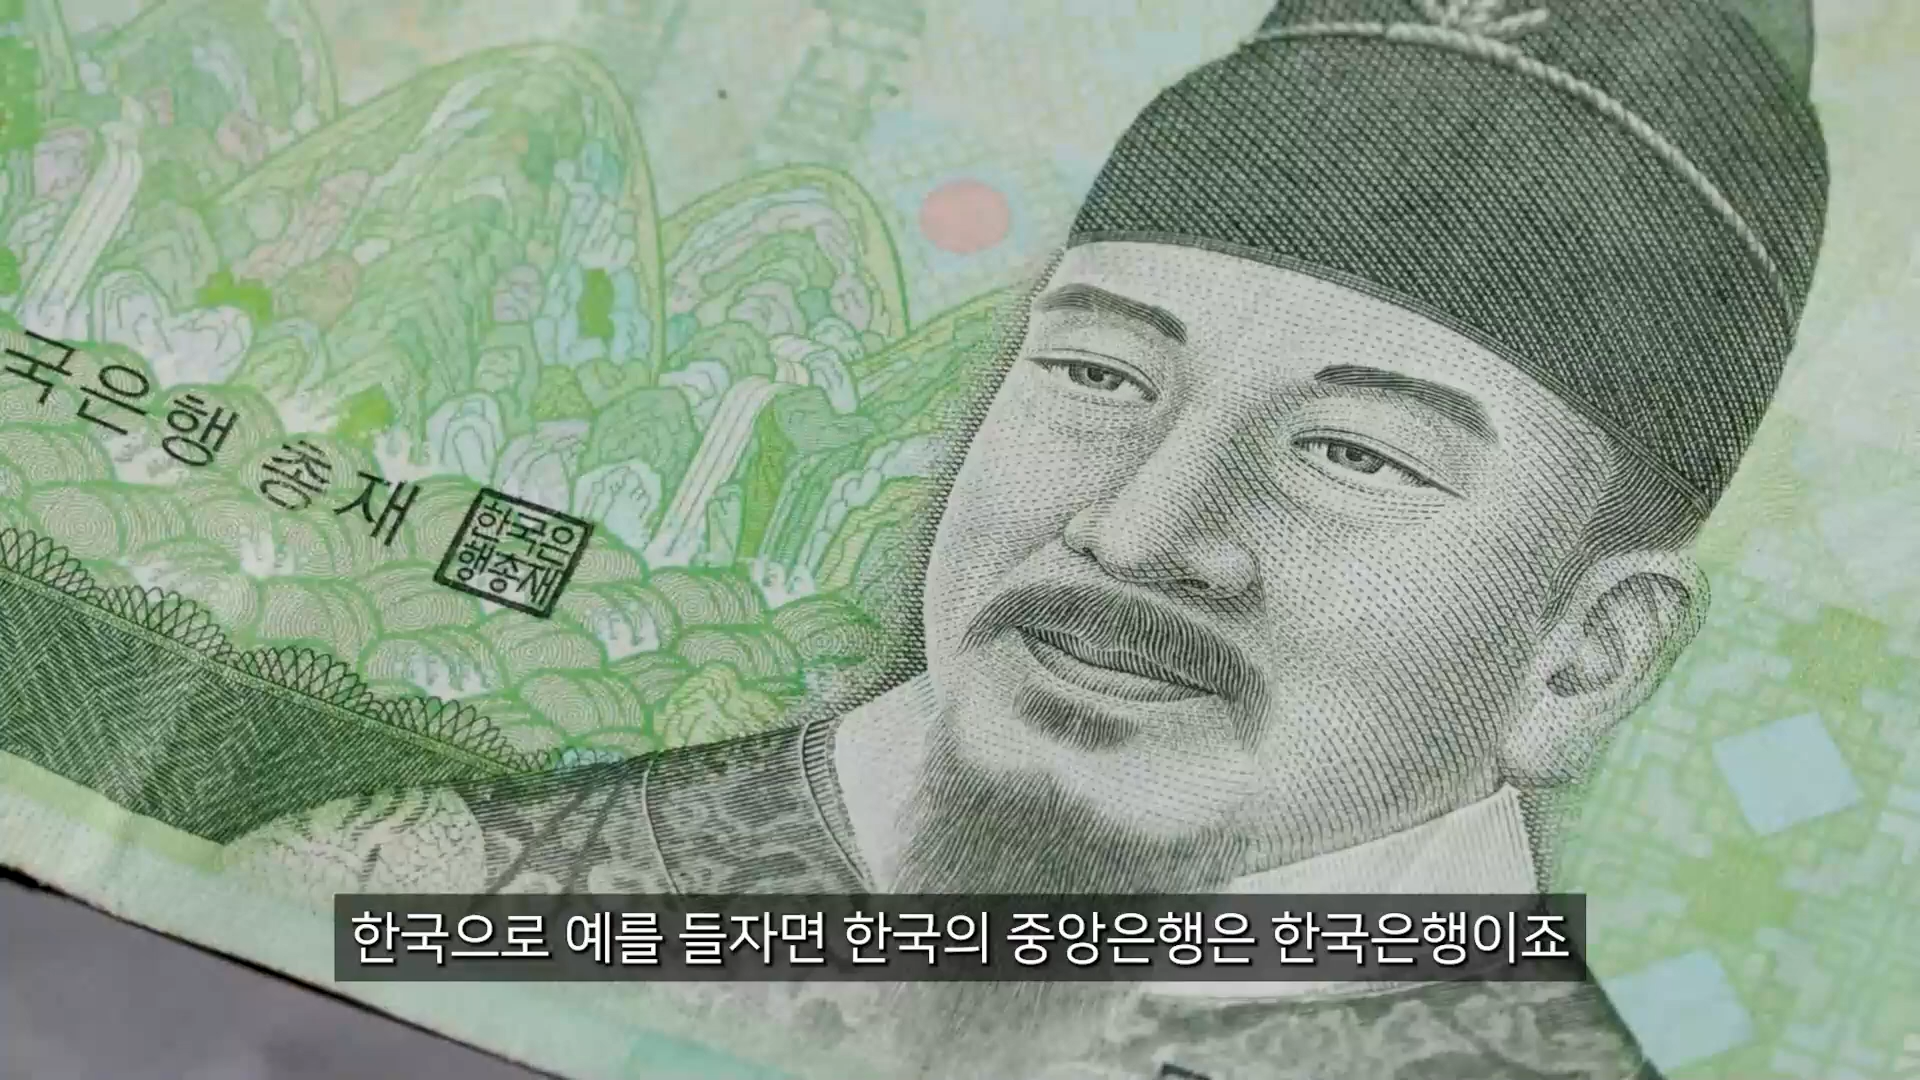 국은행 총재
한국은
행총재
한국으로 예를 들자면 한국의 중앙은행은 한국은행이죠